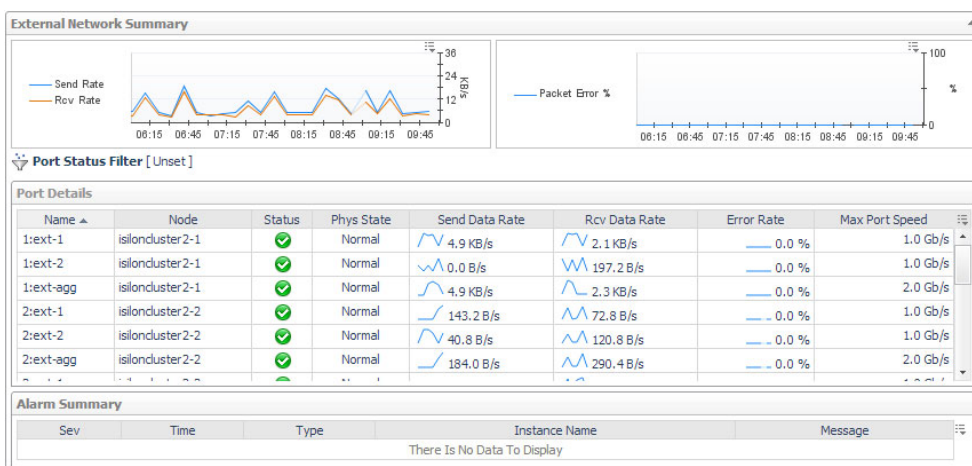 External Network Summary
Send Rate
Rcv Rate
36
24
12
0
KB/s
06:15 06:45 07:15 07:45 08:15 08:45 09:15 09:45
Packet Error %
100
0
%
06:15 06:45 07:15 07:45 08:15 08:45 09:15 09:45
Port Status Filter [ Unset ]
Port Details
Name Node Status Phys State Send Data Rate Rcv Data Rate Error Rate Max Port Speed
1:ext-1 isiloncluster2-1 Normal 4.9 KB/s 2.1 KB/s 0.0 % 1.0 Gb/s
1:ext-2 isiloncluster2-1 Normal 0.0 B/s 197.2 B/s 0.0 % 1.0 Gb/s
1:ext-agg isiloncluster2-1 Normal 4.9 KB/s 2.3 KB/s 0.0 % 2.0 Gb/s
2:ext-1 isiloncluster2-2 Normal 143.2 B/s 72.8 B/s 0.0 % 1.0 Gb/s
2:ext-2 isiloncluster2-2 Normal 40.8 B/s 120.8 B/s 0.0 % 1.0 Gb/s
2:ext-agg isiloncluster2-2 Normal 184.0 B/s 290.4 B/s 0.0 % 2.0 Gb/s
Alarm Summary
Sev Time Type Instance Name Message
There Is No Data To Display